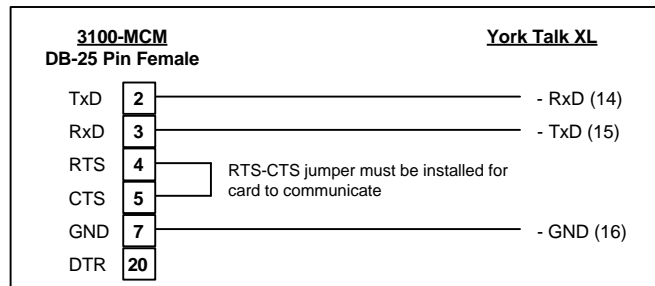 3100-MCM York Talk XL
DB-25 Pin Female
TxD 2 - RxD (14)
RxD 3 - TxD (15)
RTS 4
RTS-CTS jumper must be installed for
card to communicate
CTS 5
GND 7 - GND (16)
DTR 20